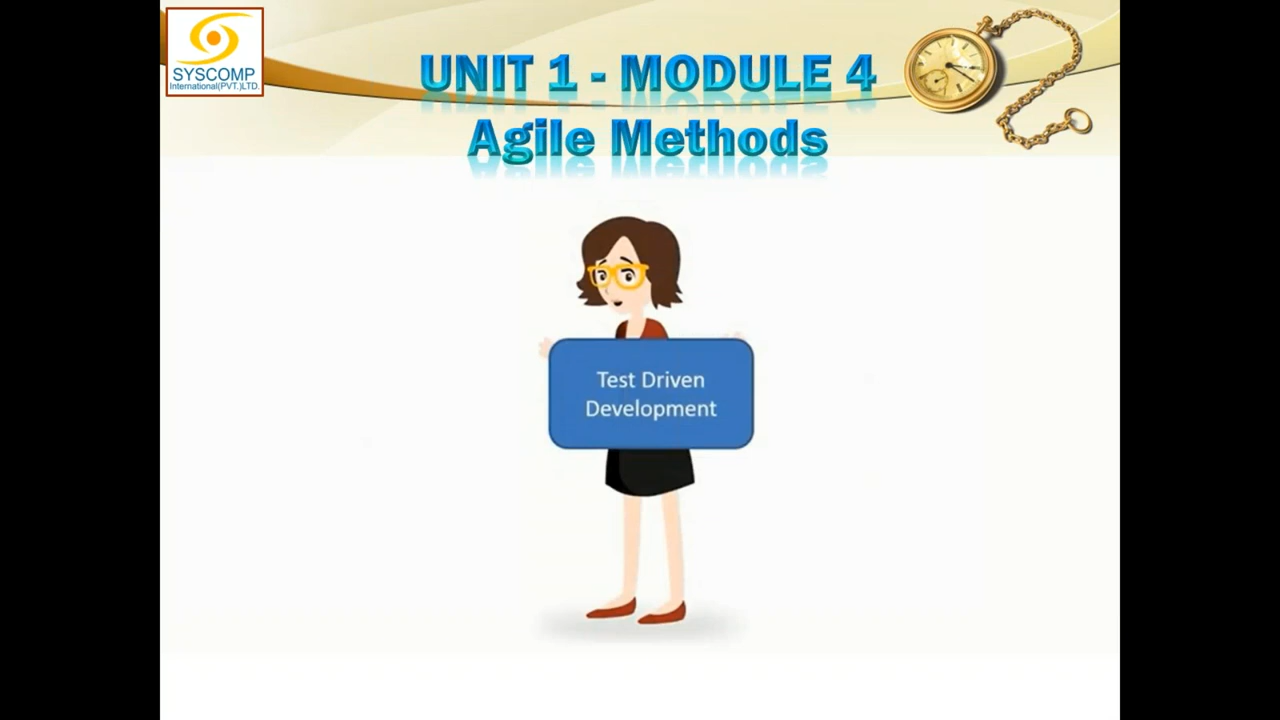 SYSCOMP
International(PVT.)LTD.
UNIT 1 - MODULE 4
Agile Methods
Test Driven
Development